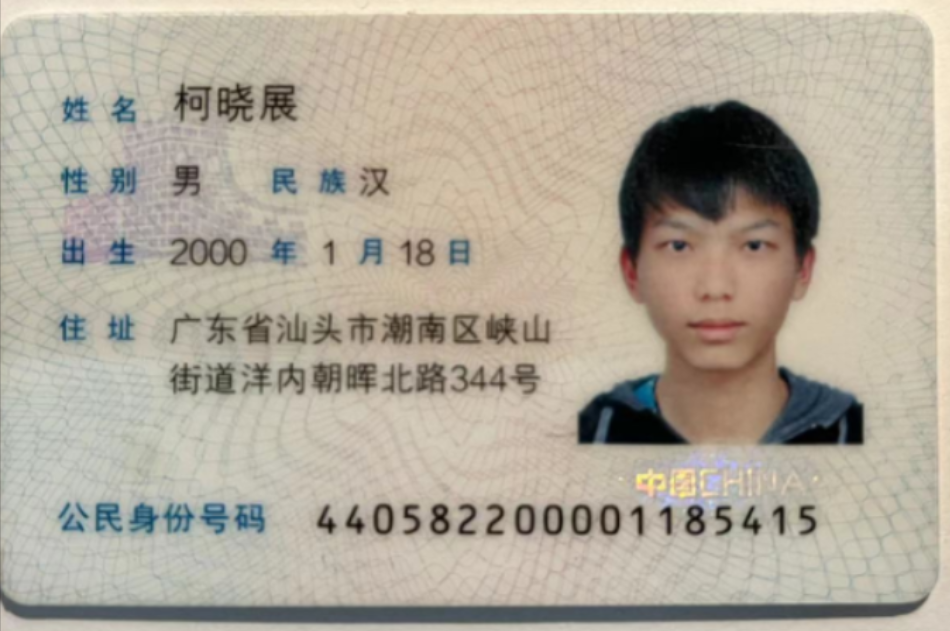 姓名 柯晓展
性别 男 民族 汉
出生 2000 年 1 月 18 日
住址 广东省汕头市潮南区峡山
街道洋内朝晖北路344号
中国CHINA
公民身份号码 440582200001185415